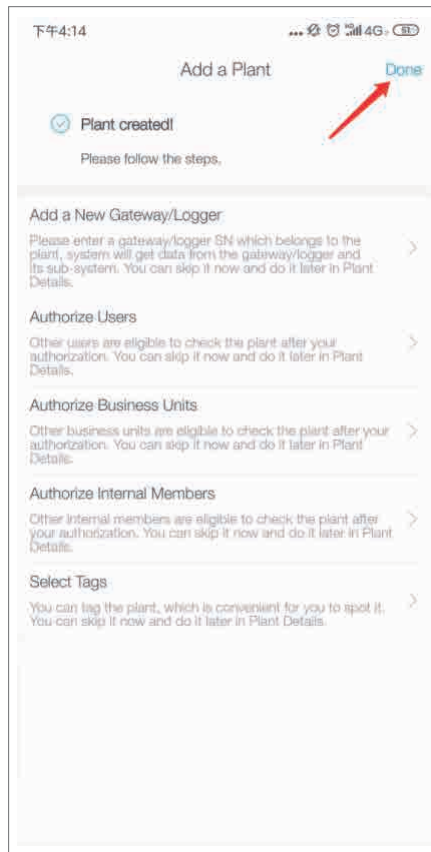 下午4:14
... 4G 51
Add a Plant
Done
Plant created!
Please follow the steps.
Add a New Gateway/Logger
Please enter a gateway/logger SN which belongs to the
plant, system will get data from the gateway/logger and
its sub-system. You can skip it now and do it later in Plant
Details.
Authorize Users
Other users are eligible to check the plant after your
authorization. You can skip it now and do it later in Plant
Details.
Authorize Business Units
Other business units are eligible to check the plant after your
authorization. You can skip it now and do it later in Plant
Details.
Authorize Internal Members
Other internal members are eligible to check the plant after
your authorization. You can skip it now and do it later in Plant
Details.
Select Tags
You can tag the plant, which is convenient for you to spot it.
You can skip it now and do it later in Plant Details.